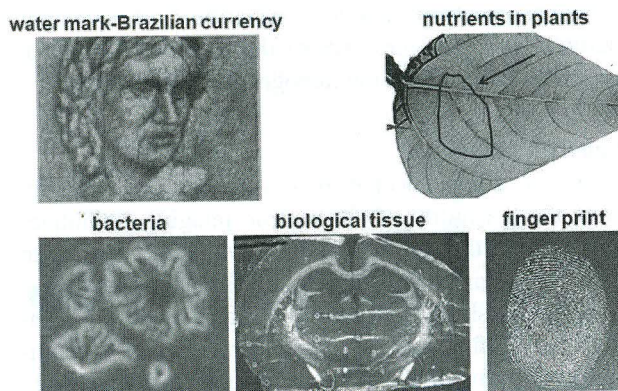 water mark-Brazilian currency
nutrients in plants
bacteria
biological tissue
finger print